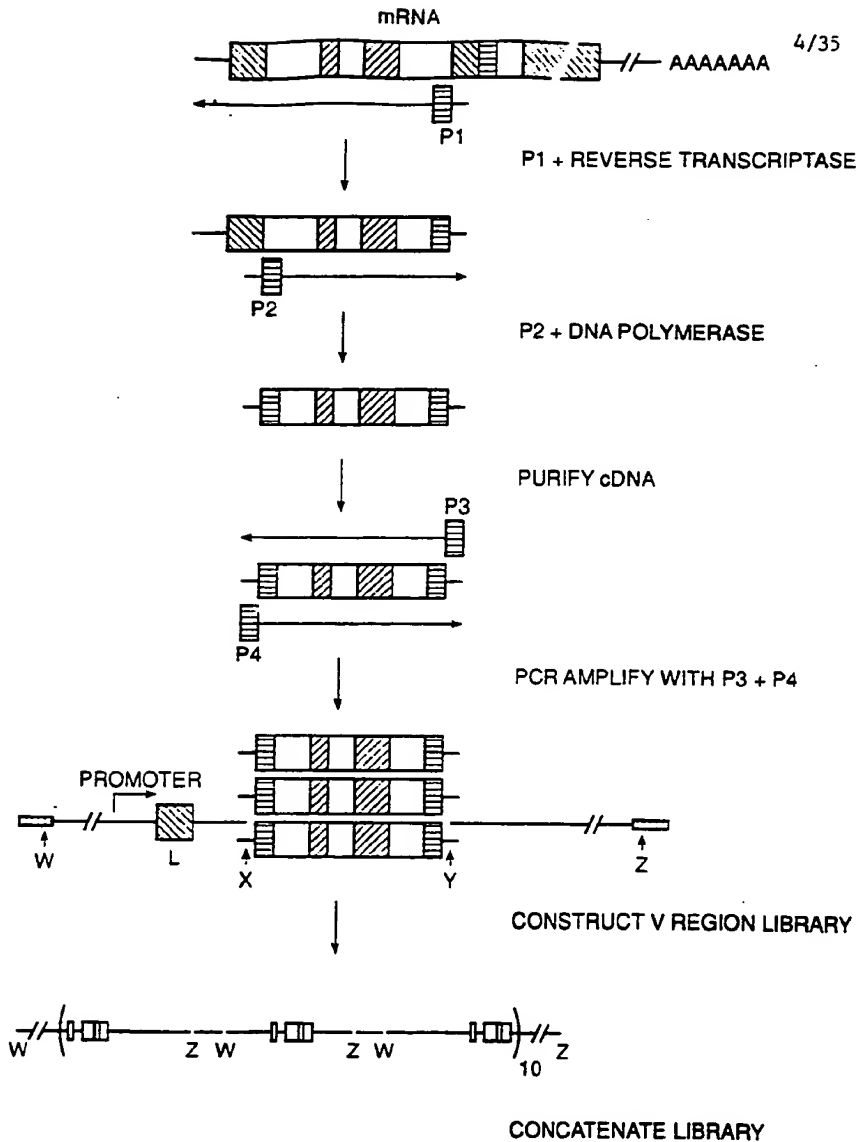 mRNA
4/35
AAAAAAA
P1
P1 + REVERSE TRANSCRIPTASE
P2
P2 + DNA POLYMERASE
PURIFY cDNA
P3
P4
PCR AMPLIFY WITH P3 + P4
PROMOTER
W
L
X
Y
Z
CONSTRUCT V REGION LIBRARY
W Z W Z W Z
10
CONCATENATE LIBRARY